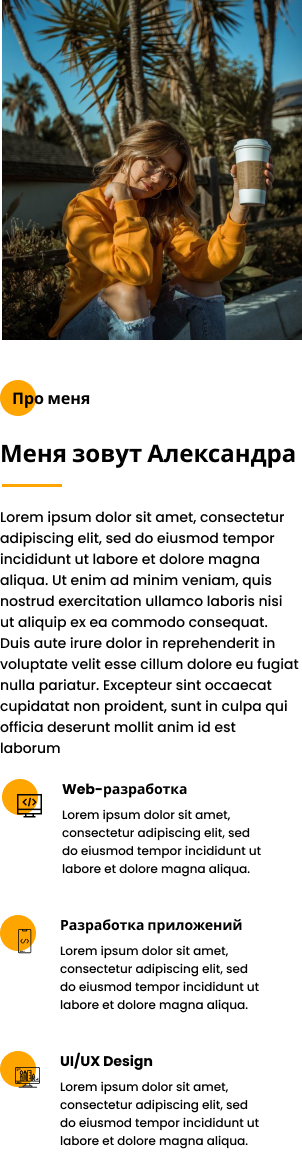 Про меня
Меня зовут Александра
Lorem ipsum dolor sit amet, consectetur
adipiscing elit, sed do eiusmod tempor
incididunt ut labore et dolore magna
aliqua. Ut enim ad minim veniam, quis
nostrud exercitation ullamco laboris nisi
ut aliquip ex ea commodo consequat.
Duis aute irure dolor in reprehenderit in
voluptate velit esse cillum dolore eu fugiat
nulla pariatur. Excepteur sint occaecat
cupidatat non proident, sunt in culpa qui
officia deserunt mollit anim id est
laborum
Web-разработка
Lorem ipsum dolor sit amet,
consectetur adipiscing elit, sed
do eiusmod tempor incididunt ut
labore et dolore magna aliqua.
Разработка приложений
Lorem ipsum dolor sit amet,
consectetur adipiscing elit, sed
do eiusmod tempor incididunt ut
labore et dolore magna aliqua.
UI/UX Design
Lorem ipsum dolor sit amet,
consectetur adipiscing elit, sed
do eiusmod tempor incididunt ut
labore et dolore magna aliqua.